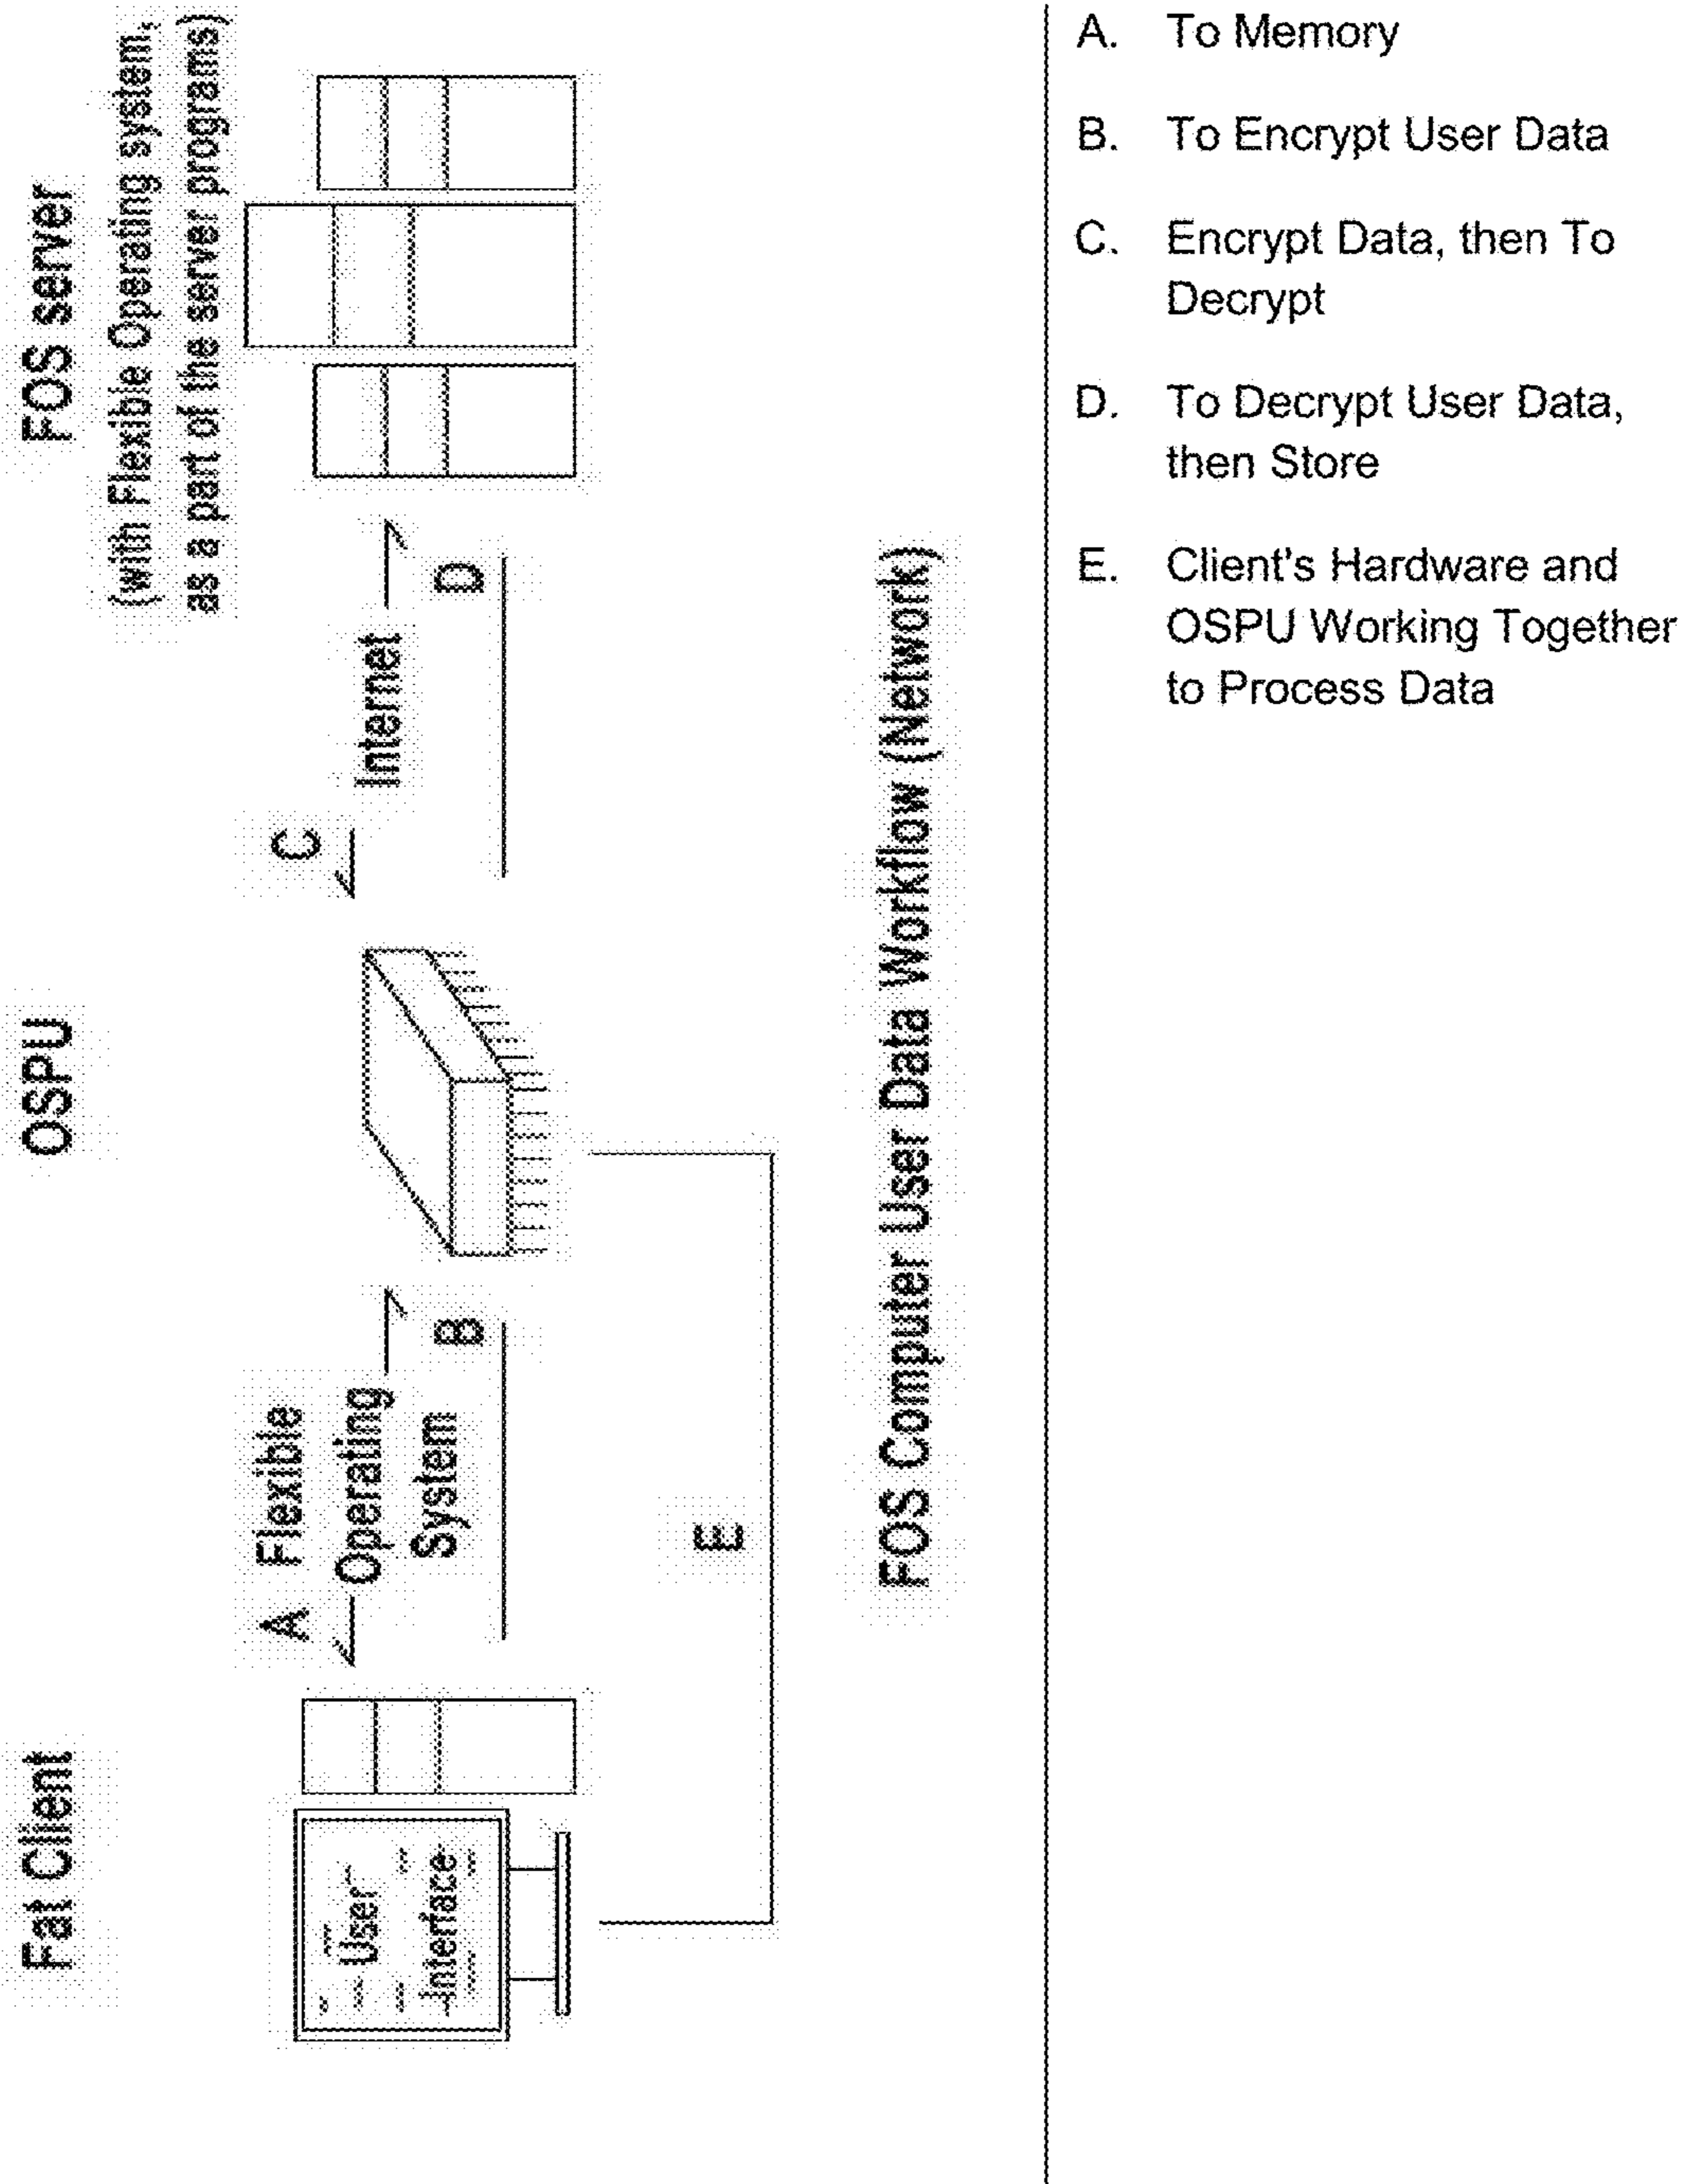 Fat Client
OSPU
FOS server
(with Flexible Operating system,
as a part of the server programs)
User
Interface
A
Flexible
Operating
System
B
C
Internet
D
E
FOS Computer User Data Workflow (Network)
A. To Memory
B. To Encrypt User Data
C. Encrypt Data, then To
Decrypt
D. To Decrypt User Data,
then Store
E. Client's Hardware and
OSPU Working Together
to Process Data